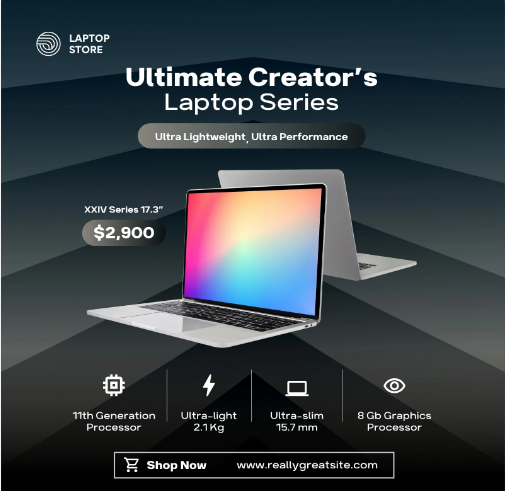 LAPTOP
STORE
Ultimate Creator's
Laptop Series
Ultra Lightweight, Ultra Performance
XXIV Series 17.3"
$2,900
11th Generation
Processor
Ultra-light
2.1 Kg
Ultra-slim
15.7 mm
8 Gb Graphics
Processor
Shop Now
www.reallygreatsite.com